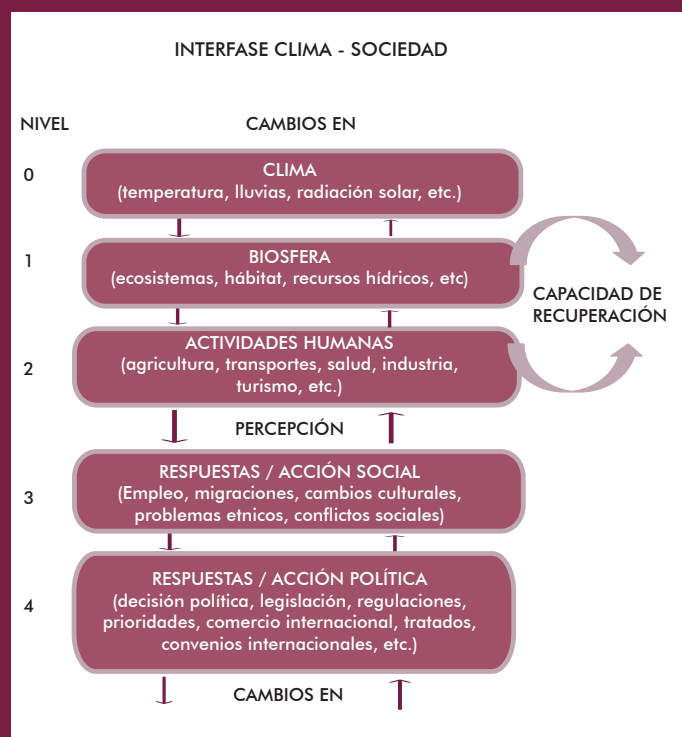 INTERFASE CLIMA - SOCIEDAD
NIVEL
CAMBIOS EN
0
CLIMA
(temperatura, lluvias, radiación solar, etc.)
1
BIOSFERA
(ecosistemas, hábitat, recursos hídricos, etc)
CAPACIDAD DE
RECUPERACIÓN
2
ACTIVIDADES HUMANAS
(agricultura, transportes, salud, industria,
turismo, etc.)
PERCEPCIÓN
3
RESPUESTAS / ACCIÓN SOCIAL
(Empleo, migraciones, cambios culturales,
problemas etnicos, conflictos sociales)
4
RESPUESTAS / ACCIÓN POLÍTICA
(decisión política, legislación, regulaciones,
prioridades, comercio internacional, tratados,
convenios internacionales, etc.)
CAMBIOS EN